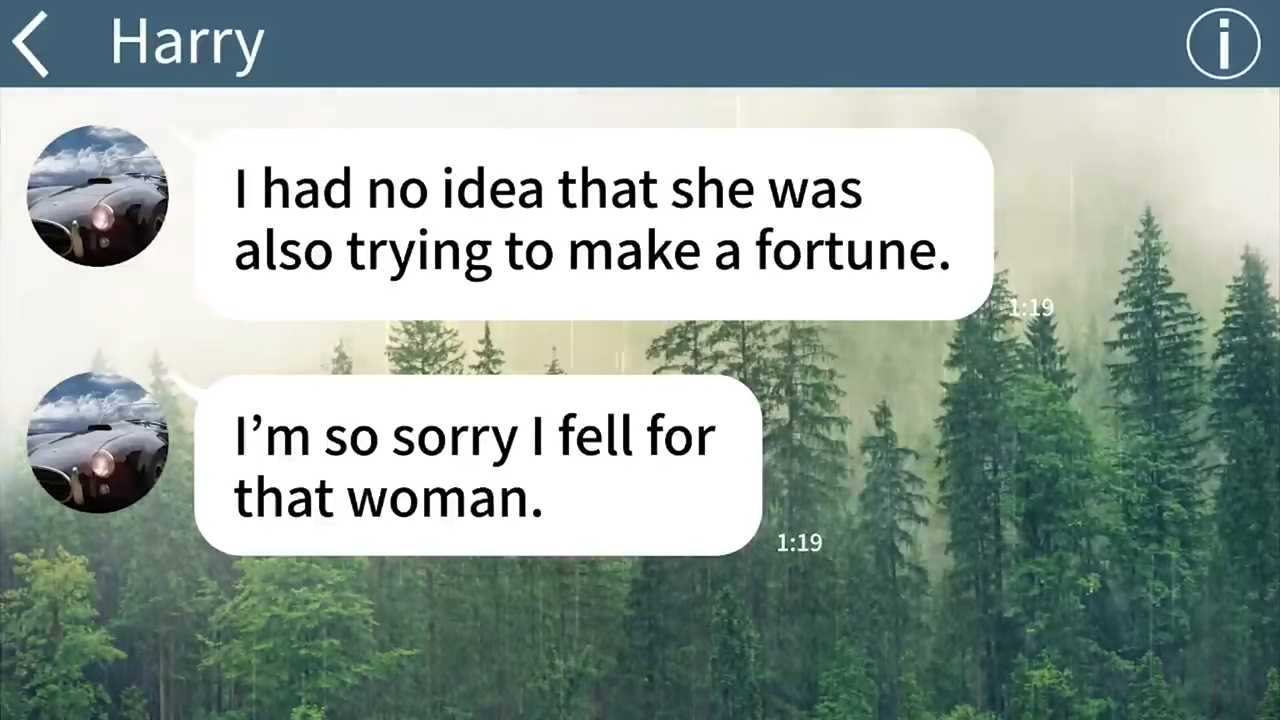 Harry
I had no idea that she was
also trying to make a fortune.
1:19
I’m so sorry I fell for
that woman.
1:19